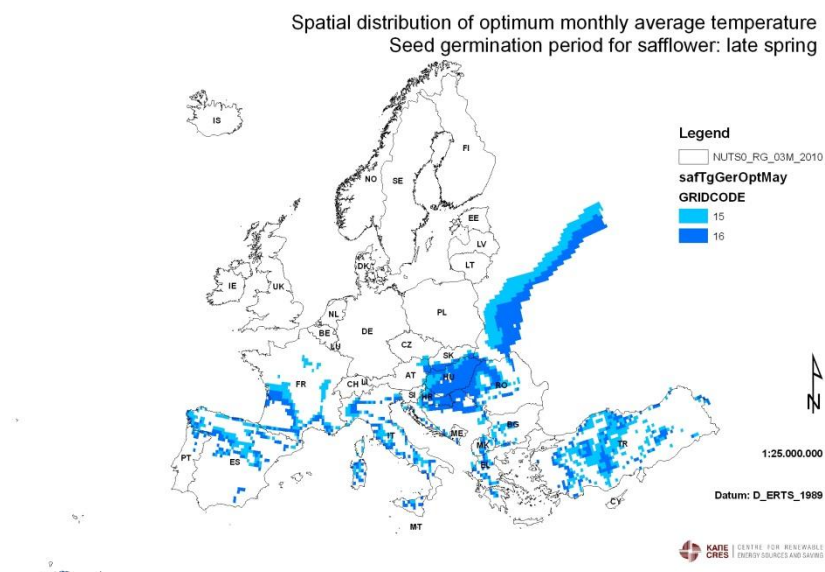 Spatial distribution of optimum monthly average temperature
Seed germination period for safflower: late spring
IS
FI
NO
SE
EE
LV
LT
DK
IE
UK
NL
BE
LU
DE
PL
CZ
SK
FR
CH
LI
AT
HU
RO
SI
HR
IT
ME
BG
MK
EL
PT
ES
TR
MT
CY
Legend
NUTS0_RG_03M_2010
safTgGerOptMay
GRIDCODE
15
16
N
1:25.000.000
Datum: D_ERTS_1989
ΚΑΠΕ
CRES
CENTRE FOR RENEWABLE
ENERGY SOURCES AND SAVING